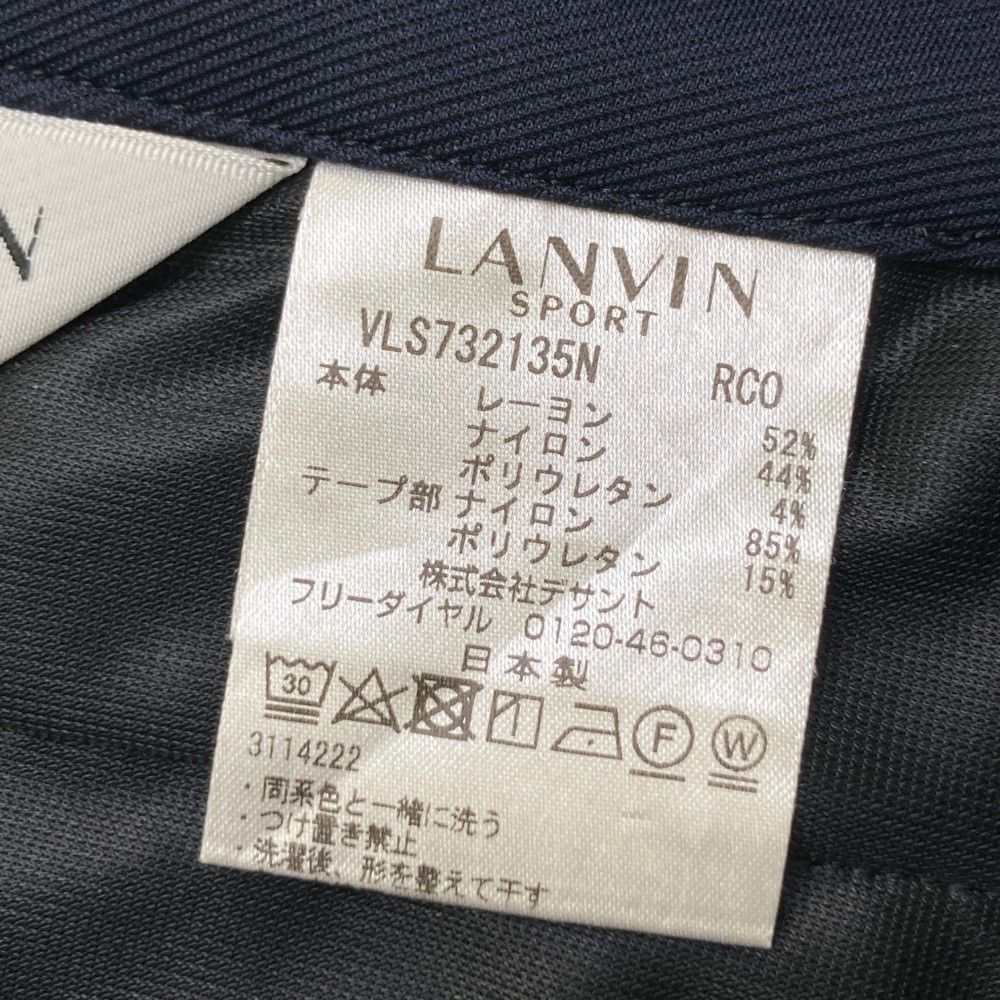 N
LANVIN
SPORT
VLS732135N RCO
本体 レーヨン 52%
ナイロン 44%
ポリウレタン 4%
テープ部 ナイロン 85%
ポリウレタン 15%
株式会社デサント
フリーダイヤル 0120-46-0310
日本製
30 F W
3114222
・同系色と一緒に洗う
・つけ置き禁止
・洗濯後、形を整えて干す